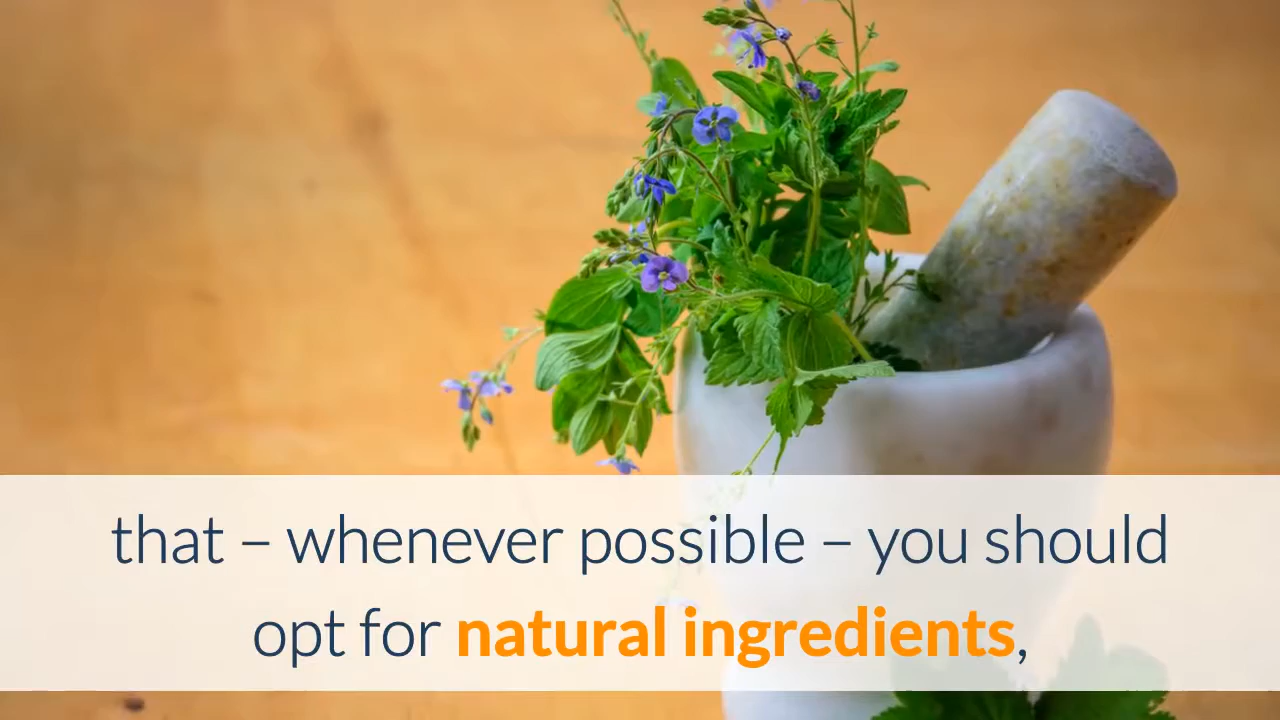 that – whenever possible – you should
opt for natural ingredients,